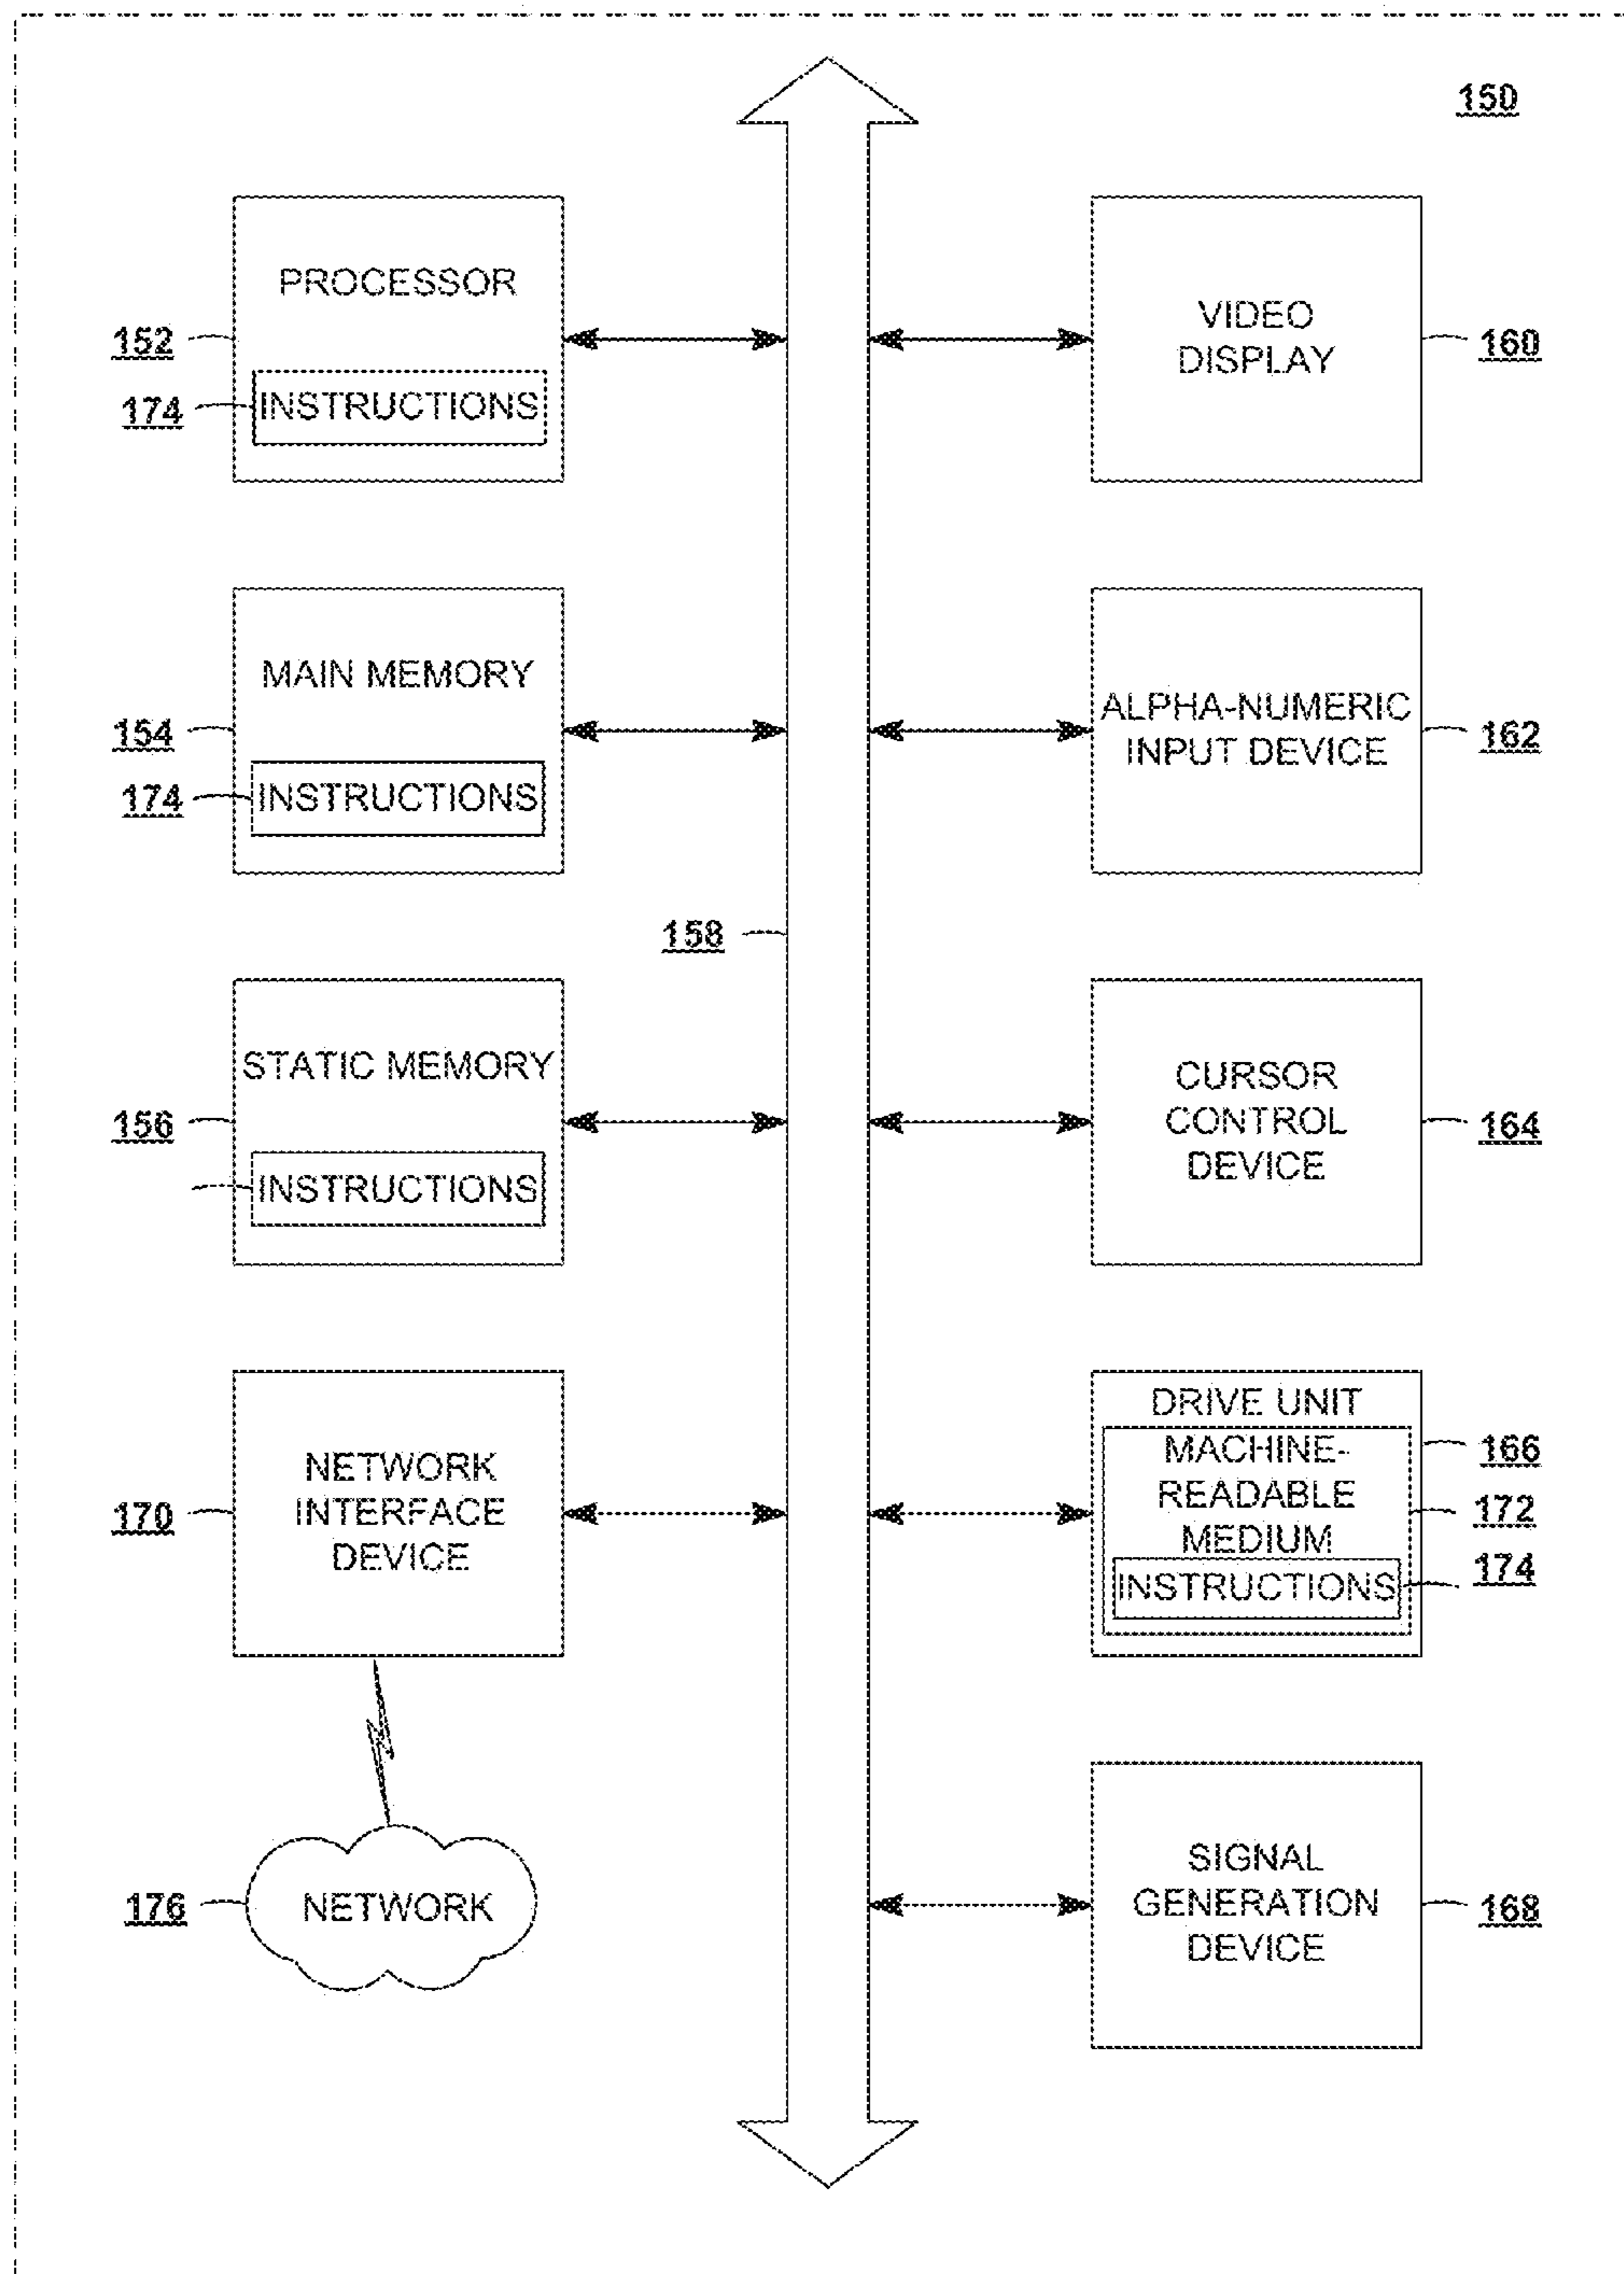 150
PROCESSOR
152
174
INSTRUCTIONS
VIDEO
DISPLAY
160
MAIN MEMORY
154
174
INSTRUCTIONS
ALPHA-NUMERIC
INPUT DEVICE
162
158
STATIC MEMORY
156
INSTRUCTIONS
CURSOR
CONTROL
DEVICE
164
NETWORK
INTERFACE
DEVICE
170
DRIVE UNIT
MACHINE-
READABLE
MEDIUM
INSTRUCTIONS
166
172
174
176
NETWORK
SIGNAL
GENERATION
DEVICE
168